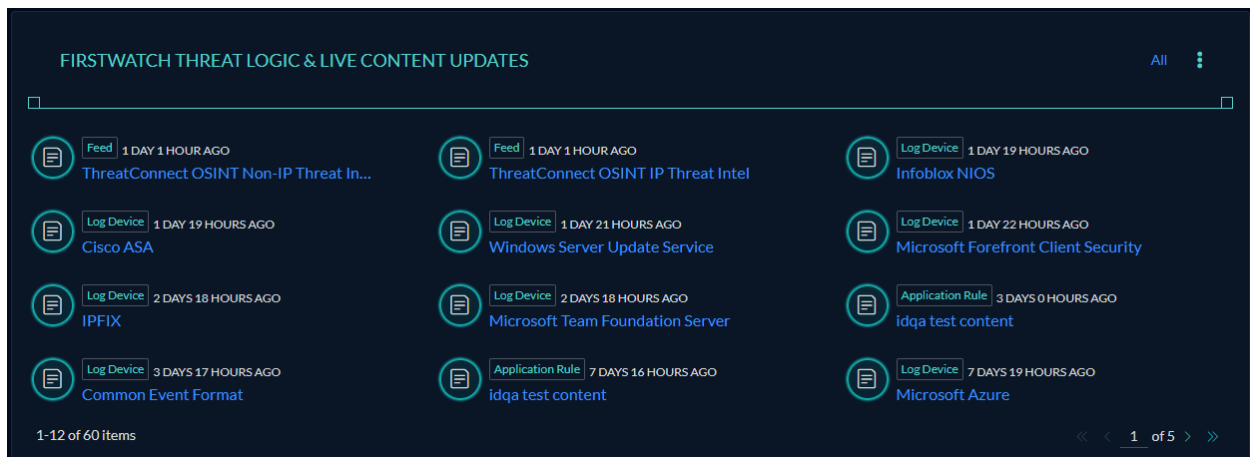 FIRSTWATCH THREAT LOGIC & LIVE CONTENT UPDATES
All
Feed 1 DAY 1 HOUR AGO
ThreatConnect OSINT Non-IP Threat In...
Feed 1 DAY 1 HOUR AGO
ThreatConnect OSINT IP Threat Intel
Log Device 1 DAY 19 HOURS AGO
Infoblox NIOS
Log Device 1 DAY 19 HOURS AGO
Cisco ASA
Log Device 1 DAY 21 HOURS AGO
Windows Server Update Service
Log Device 1 DAY 22 HOURS AGO
Microsoft Forefront Client Security
Log Device 2 DAYS 18 HOURS AGO
IPFIX
Log Device 2 DAYS 18 HOURS AGO
Microsoft Team Foundation Server
Application Rule 3 DAYS 0 HOURS AGO
idqa test content
Log Device 3 DAYS 17 HOURS AGO
Common Event Format
Application Rule 7 DAYS 16 HOURS AGO
idqa test content
Log Device 7 DAYS 19 HOURS AGO
Microsoft Azure
1-12 of 60 items
« < 1 of 5 > »